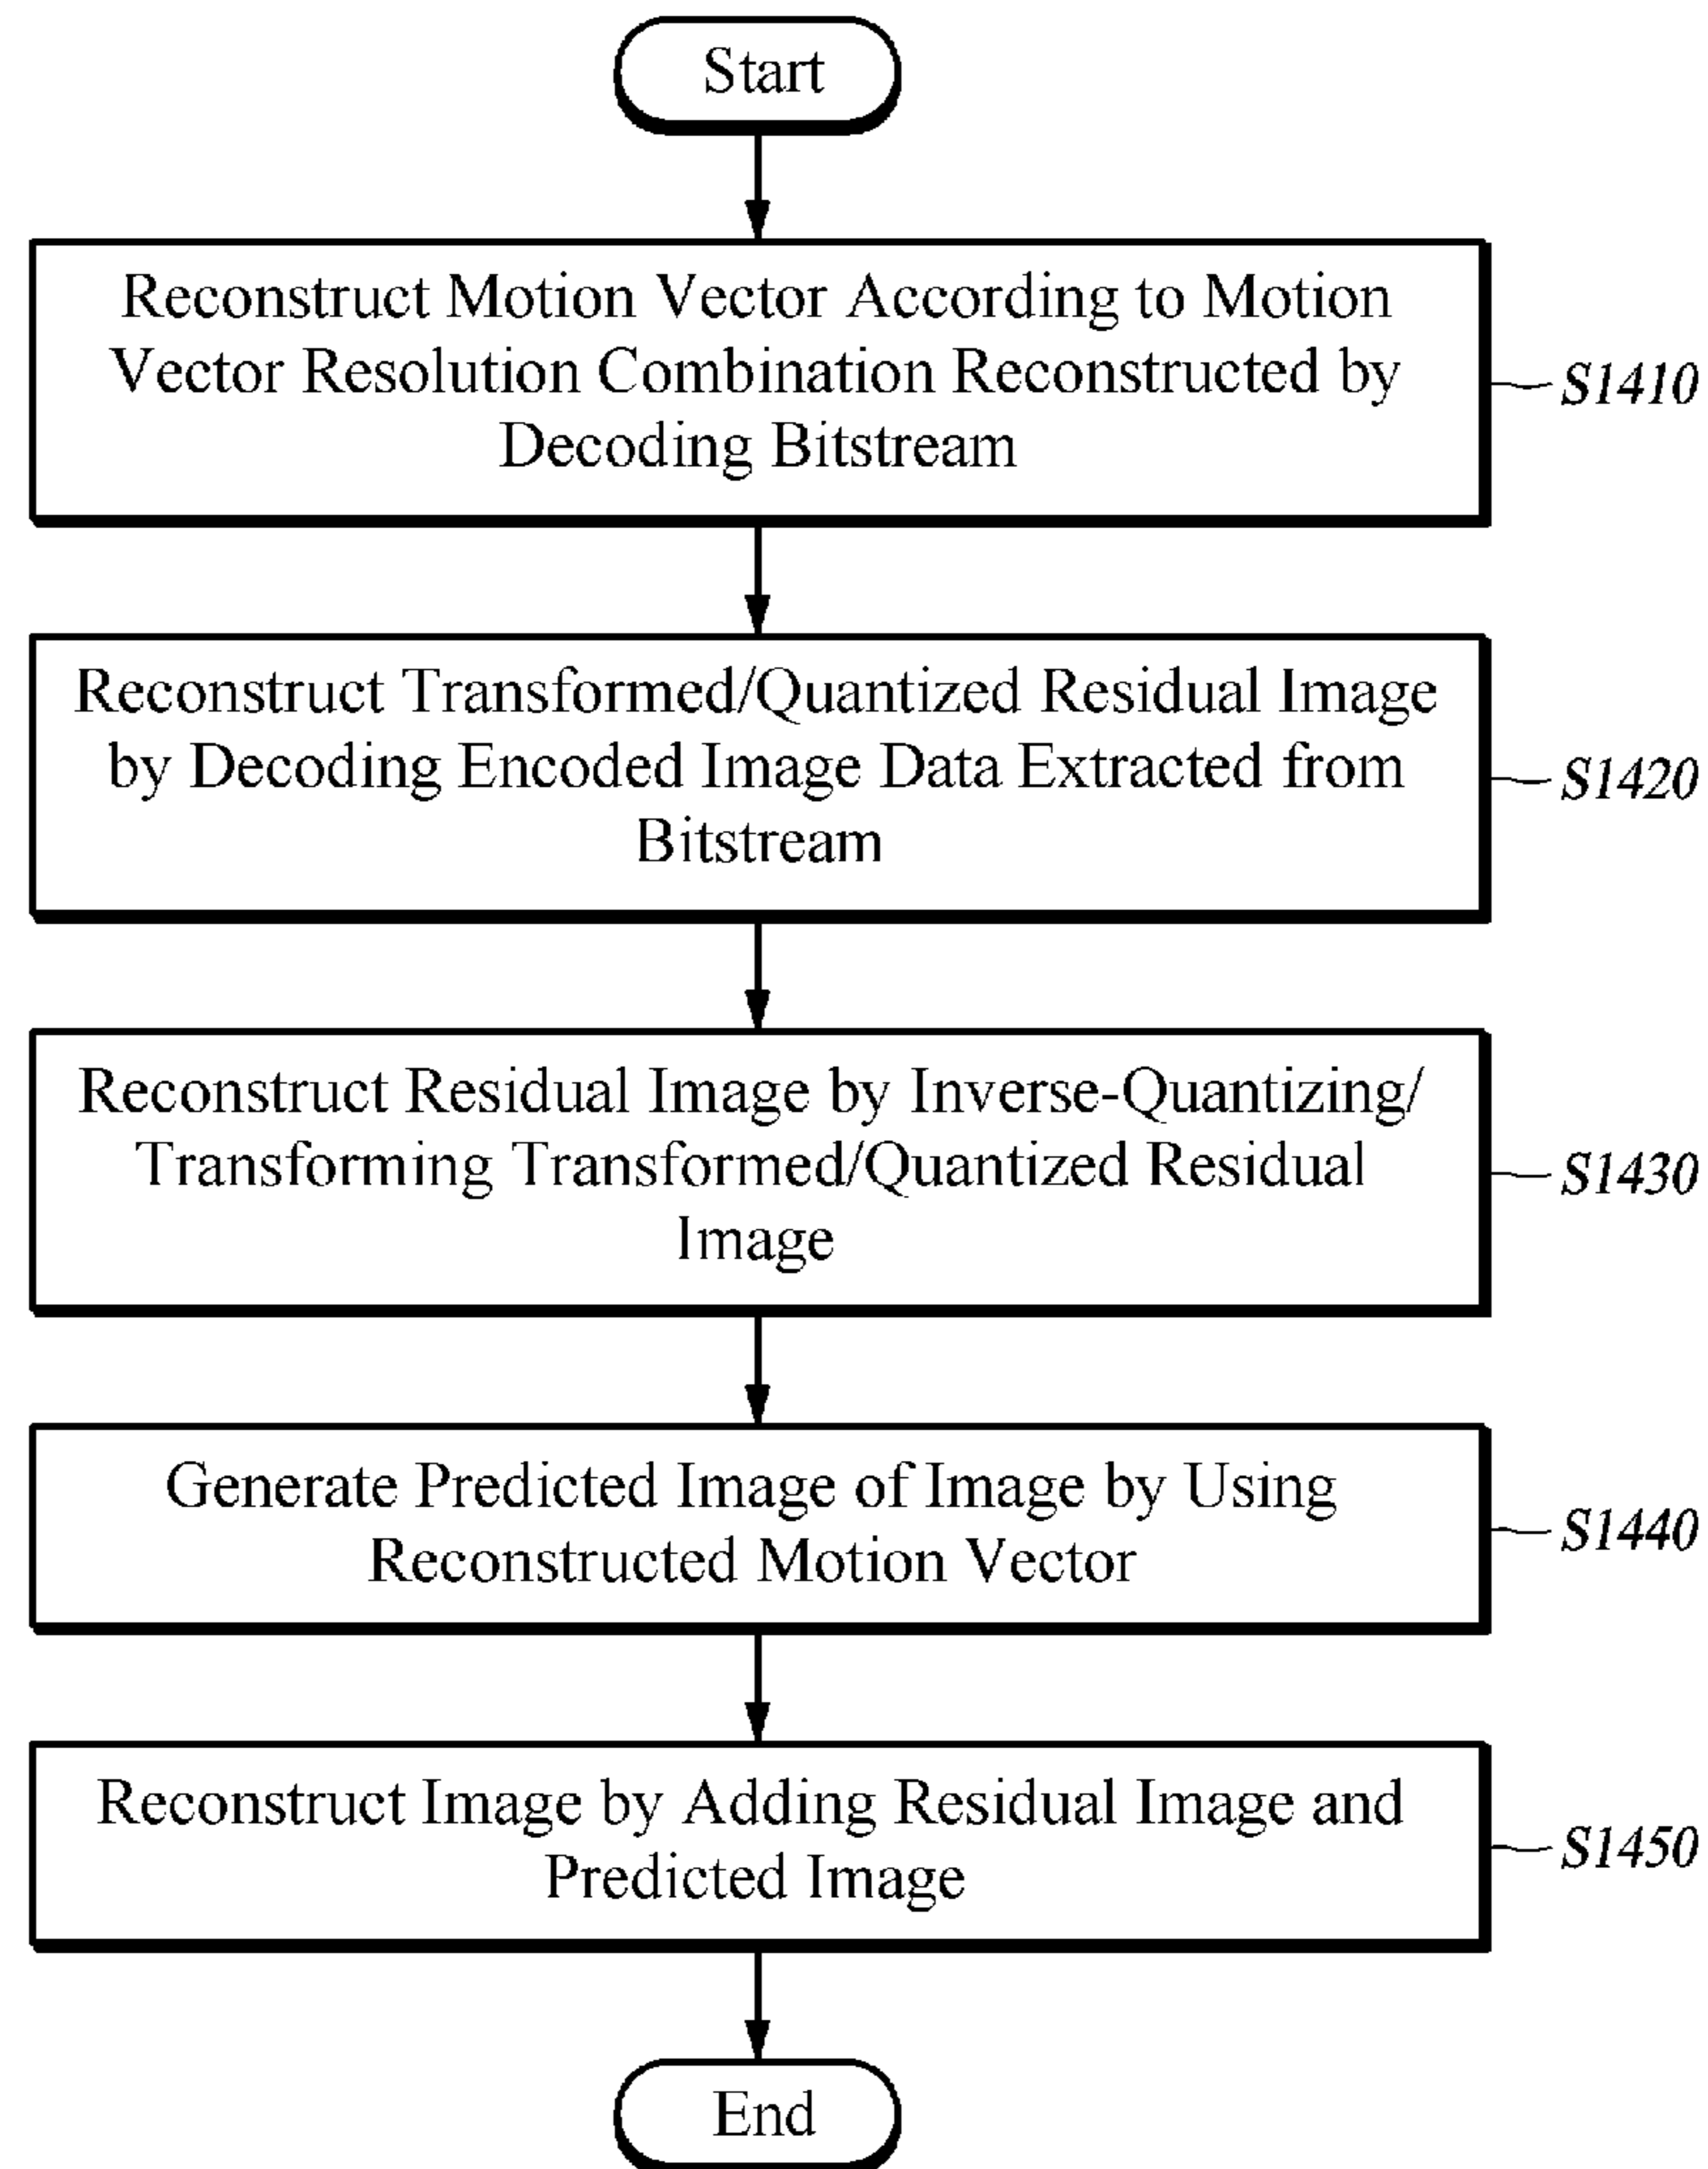 Start
Reconstruct Motion Vector According to Motion
Vector Resolution Combination Reconstructed by
Decoding Bitstream
S1410
Reconstruct Transformed/Quantized Residual Image
by Decoding Encoded Image Data Extracted from
Bitstream
S1420
Reconstruct Residual Image by Inverse-Quantizing/
Transforming Transformed/Quantized Residual
Image
S1430
Generate Predicted Image of Image by Using
Reconstructed Motion Vector
S1440
Reconstruct Image by Adding Residual Image and
Predicted Image
S1450
End